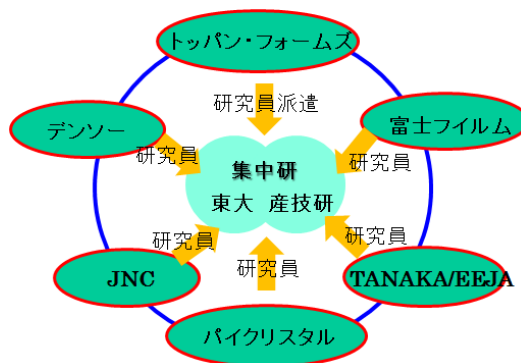 トッパン・フォームズ
研究員派遣
デンソー
富士フイルム
研究員
研究員
集中研
東大 産技研
研究員
研究員
研究員
JNC
TANAKA/EEJA
パイクリスタル